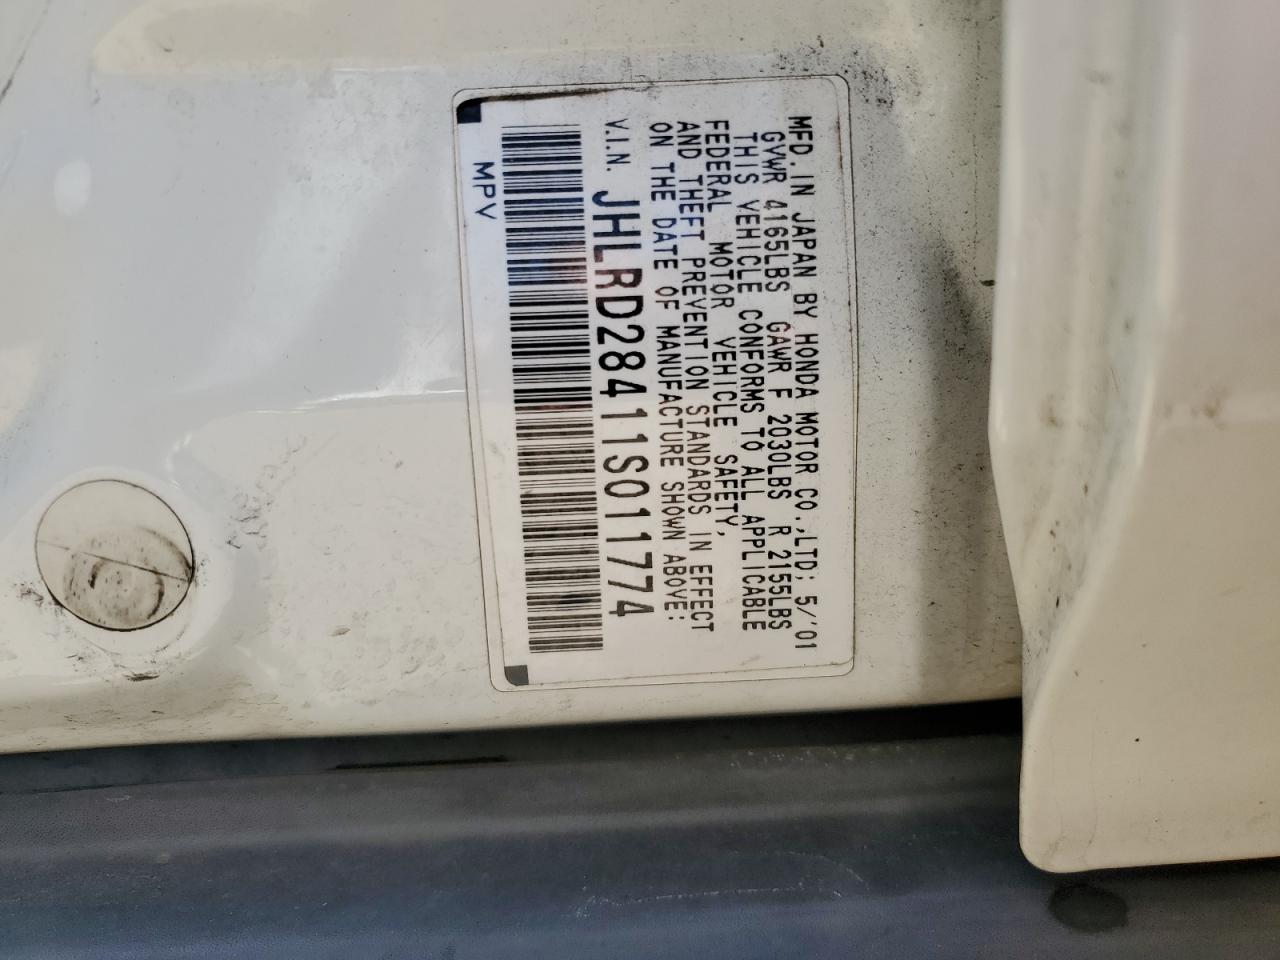 MFD. IN JAPAN BY HONDA MOTOR CO.,LTD; 5/'01
GVWR 4165LBS GAWR F 2030LBS R 2155LBS
THIS VEHICLE CONFORMS TO ALL APPLICABLE
FEDERAL MOTOR VEHICLE SAFETY,
AND THEFT PREVENTION STANDARDS IN EFFECT
ON THE DATE OF MANUFACTURE SHOWN ABOVE:
V.I.N. JHLRD28411S011774
MPV